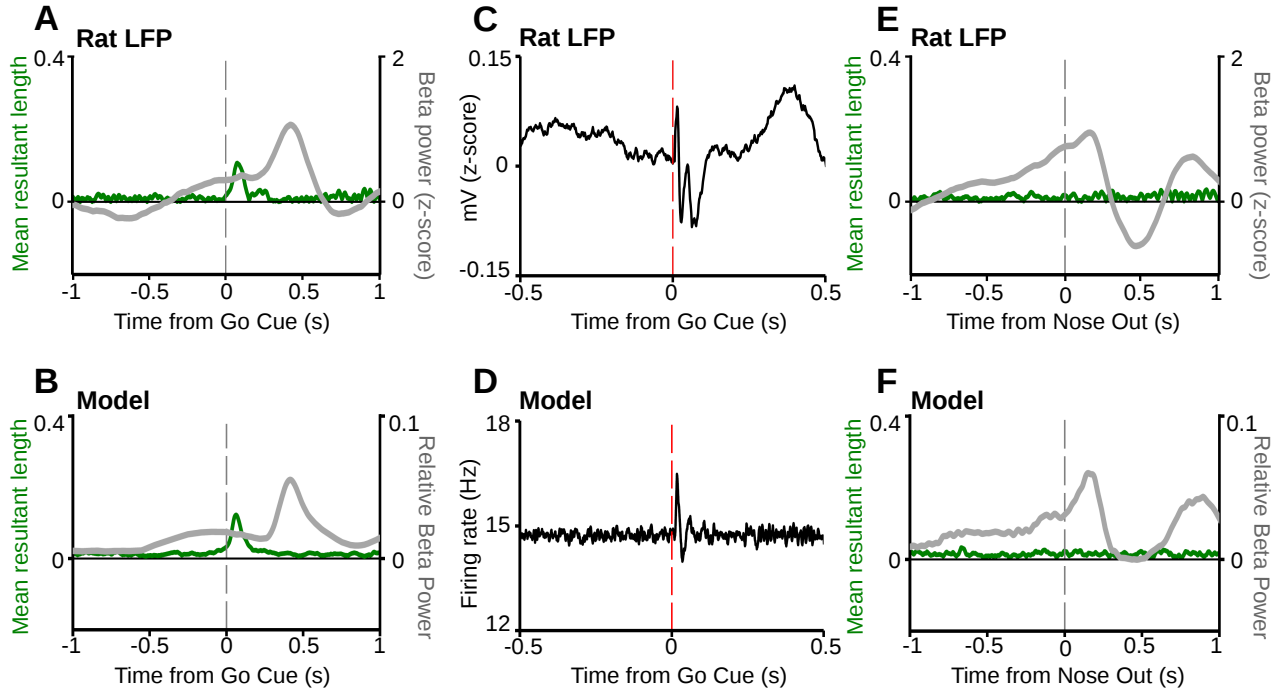 A
Rat LFP
0.4
2
0
0
Mean resultant length
Beta power (z-score)
-1
-0.5
0
0.5
1
Time from Go Cue (s)
C
Rat LFP
0.15
0
-0.15
mV (z-score)
-0.5
0
0.5
Time from Go Cue (s)
E
Rat LFP
0.4
2
0
0
Mean resultant length
Beta power (z-score)
-1
-0.5
0
0.5
1
Time from Nose Out (s)
B
Model
0.4
0.1
0
0
Mean resultant length
Relative Beta Power
-1
-0.5
0
0.5
1
Time from Go Cue (s)
D
Model
18
15
12
Firing rate (Hz)
-0.5
0
0.5
Time from Go Cue (s)
F
Model
0.4
0.1
0
0
Mean resultant length
Relative Beta Power
-1
-0.5
0
0.5
1
Time from Nose Out (s)